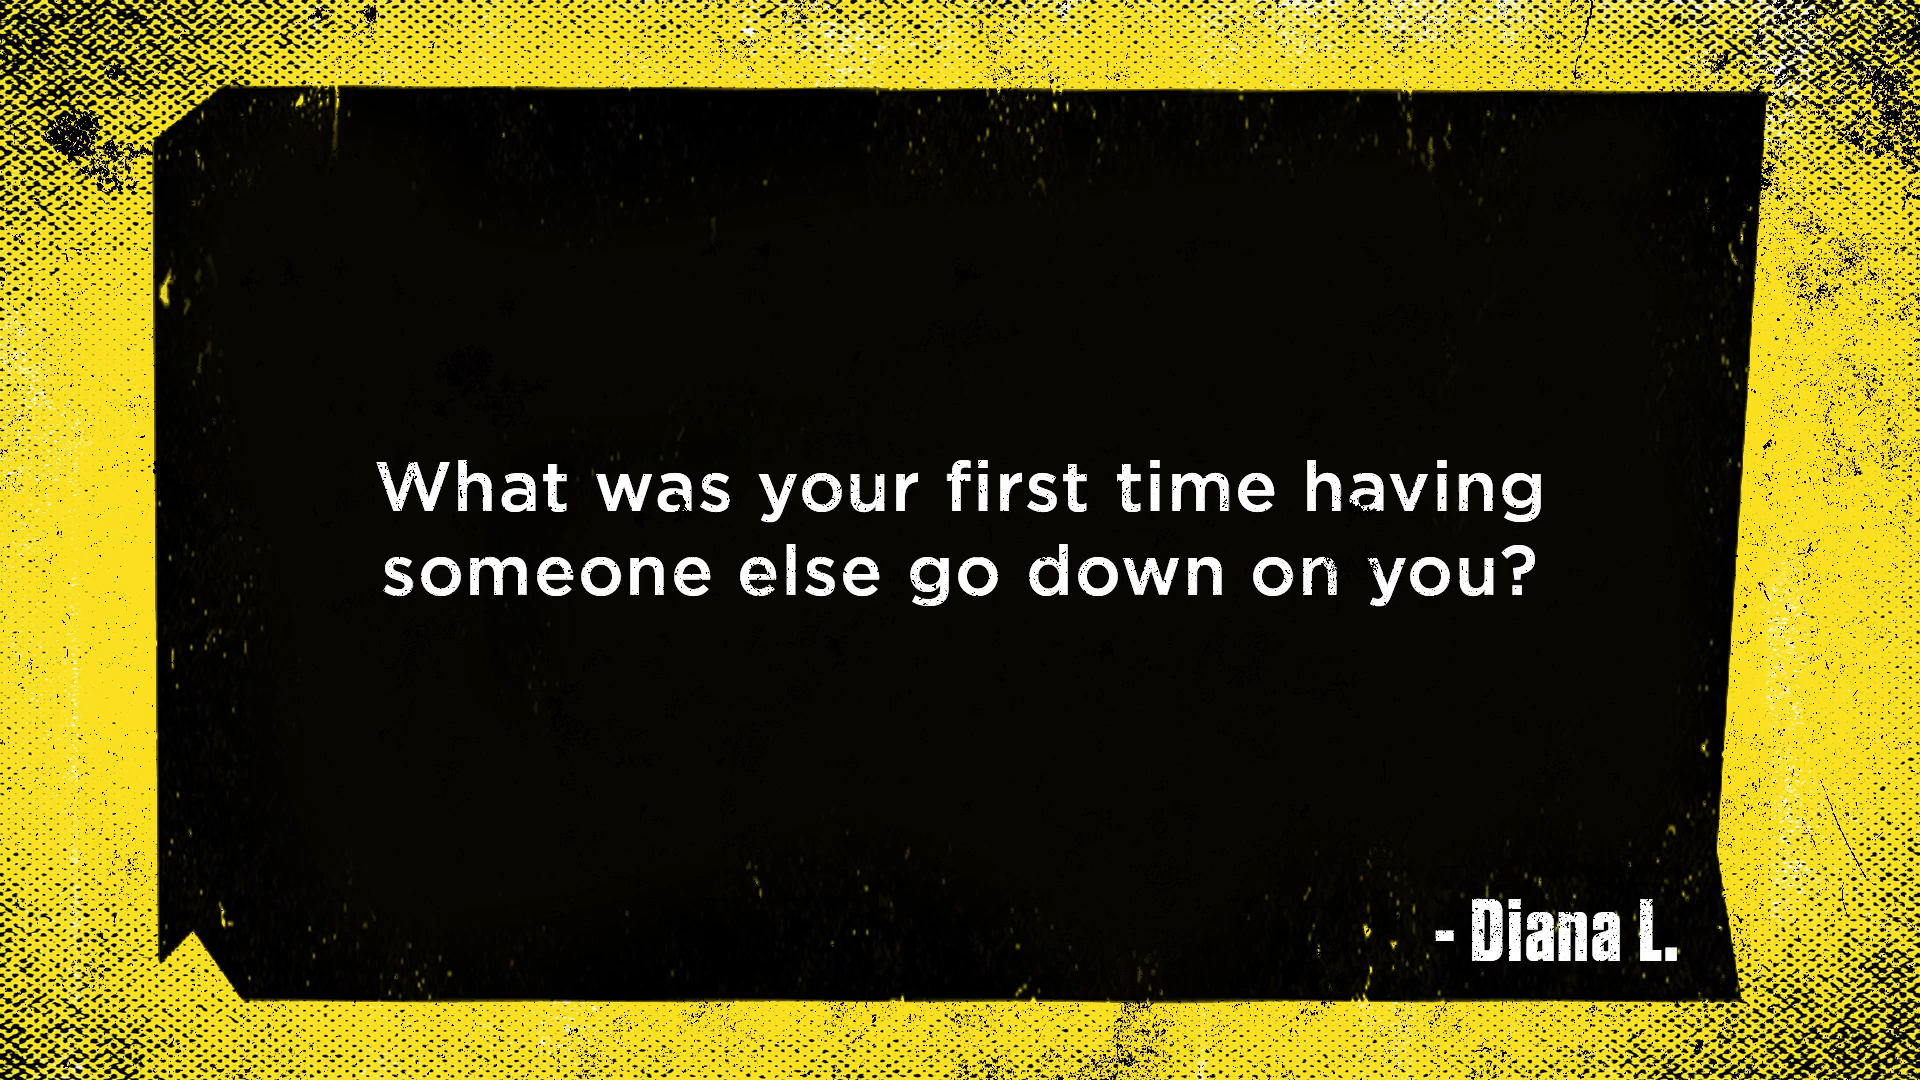 What was your first time having
someone else go down on you?
- Diana L.